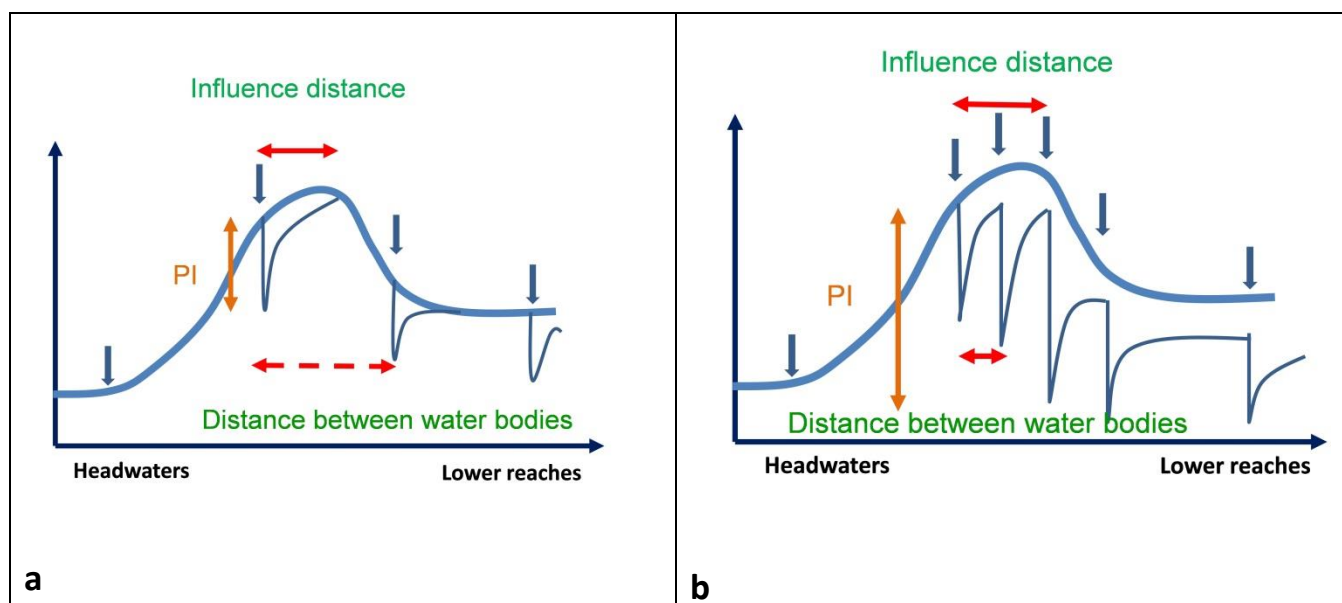 Influence distance
PI
Distance between water bodies
Headwaters
Lower reaches
a
Influence distance
PI
Distance between water bodies
Headwaters
Lower reaches
b